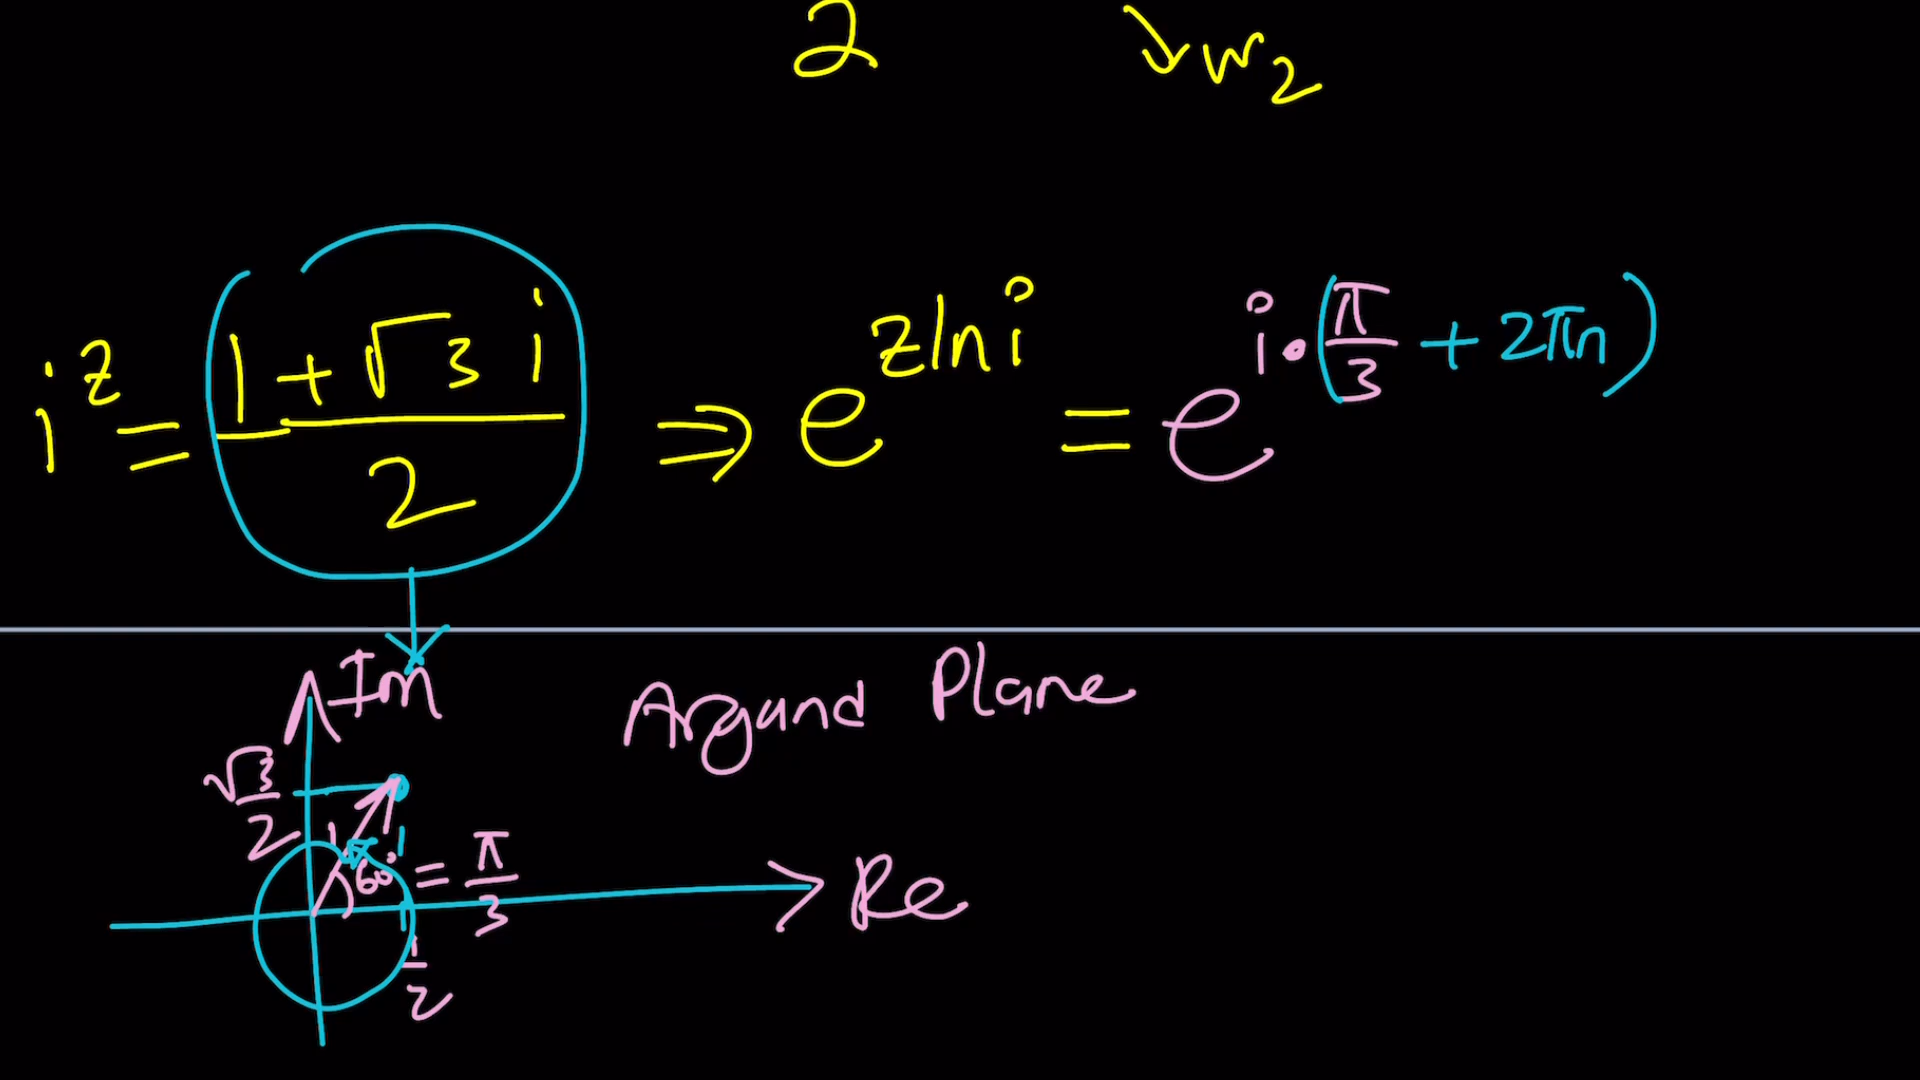 2 ↘ w₂
i^z = (1 + √3 i)/2 ⇒ e^(z ln i) = e^(i·(π/3 + 2πn))
Im
Argand Plane
√3/2
1
60° = π/3
Re
1/2